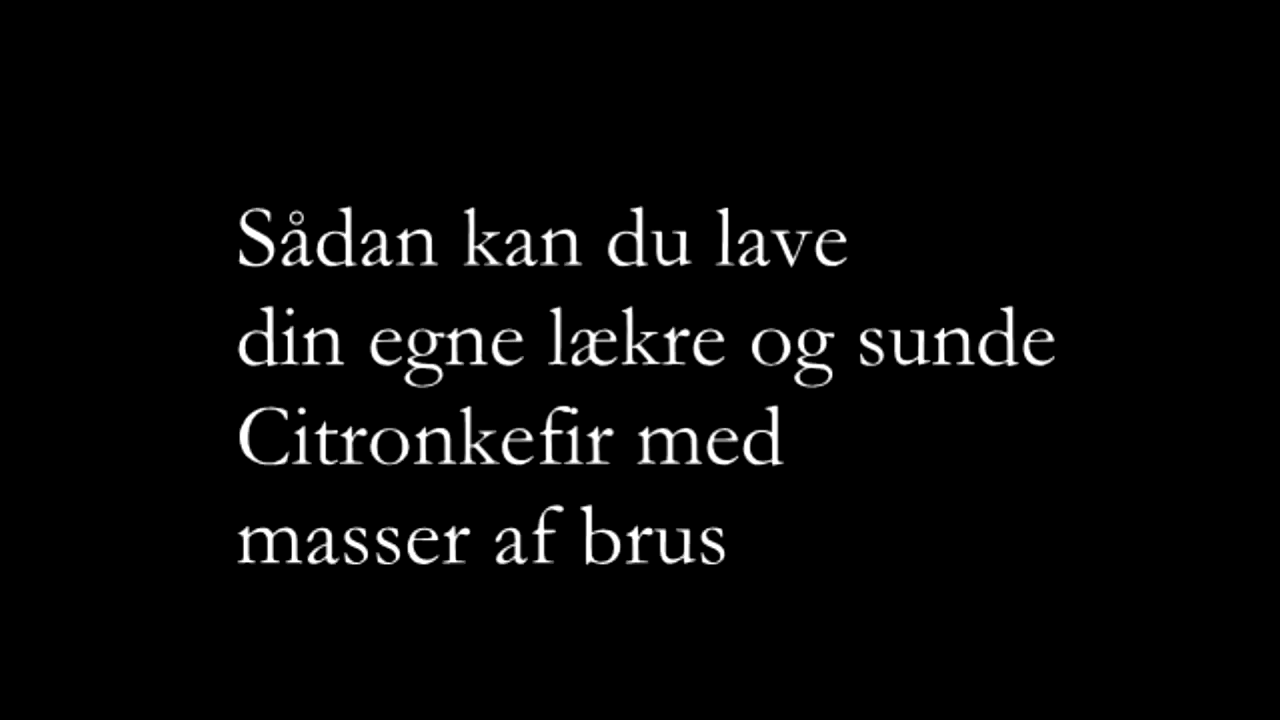 Sådan kan du lave
din egne lækre og sunde
Citronkefir med
masser af brus